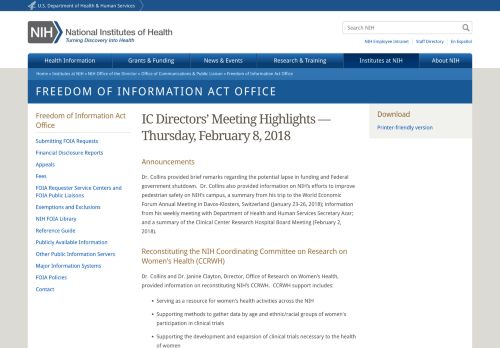 U.S. Department of Health & Human Services
NIH
National Institutes of Health
Turning Discovery Into Health
Search NIH
NIH Employee Intranet
Staff Directory
En Español
Health Information
Grants & Funding
News & Events
Research & Training
Institutes at NIH
About NIH
Home » Institutes at NIH » NIH Office of the Director » Office of Communications & Public Liaison » Freedom of Information Act Office
FREEDOM OF INFORMATION ACT OFFICE
Freedom of Information Act
Office
Submitting FOIA Requests
Financial Disclosure Reports
Appeals
Fees
FOIA Requester Service Centers and
FOIA Public Liaisons
Exemptions and Exclusions
NIH FOIA Library
Reference Guide
Publicly Available Information
Other Public Information Servers
Major Information Systems
FOIA Policies
Contact
IC Directors' Meeting Highlights —
Thursday, February 8, 2018
Announcements
Dr. Collins provided brief remarks regarding the potential lapse in funding and Federal
government shutdown. Dr. Collins also provided information on NIH's efforts to improve
pedestrian safety on NIH's campus, a summary from his trip to the World Economic
Forum Annual Meeting in Davos-Klosters, Switzerland (January 23-26, 2018); information
from his weekly meeting with Department of Health and Human Services Secretary Azar;
and a summary of the Clinical Center Research Hospital Board Meeting (February 2,
2018).
Reconstituting the NIH Coordinating Committee on Research on
Women's Health (CCRWH)
Dr. Collins and Dr. Janine Clayton, Director, Office of Research on Women's Health,
provided information on reconstituting NIH's CCRWH. CCRWH support includes:
• Serving as a resource for women's health activities across the NIH
• Supporting methods to gather data by age and ethnic/racial groups of women's
participation in clinical trials
• Supporting the development and expansion of clinical trials necessary to the health
of women
Download
Printer-friendly version